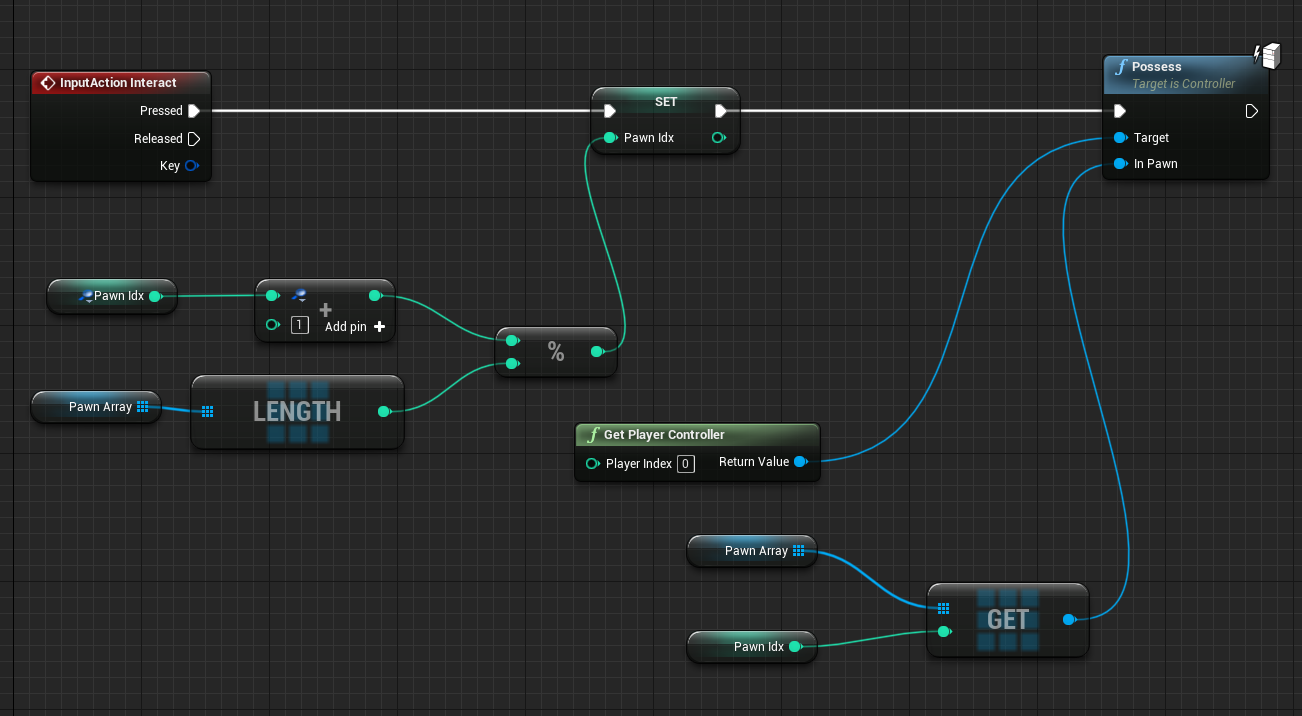 InputAction Interact
Pressed
Released
Key
SET
Pawn Idx
f Possess
Target is Controller
Target
In Pawn
Pawn Idx
+
1
Add pin +
%
Pawn Array
LENGTH
f Get Player Controller
Player Index 0
Return Value
Pawn Array
Pawn Idx
GET